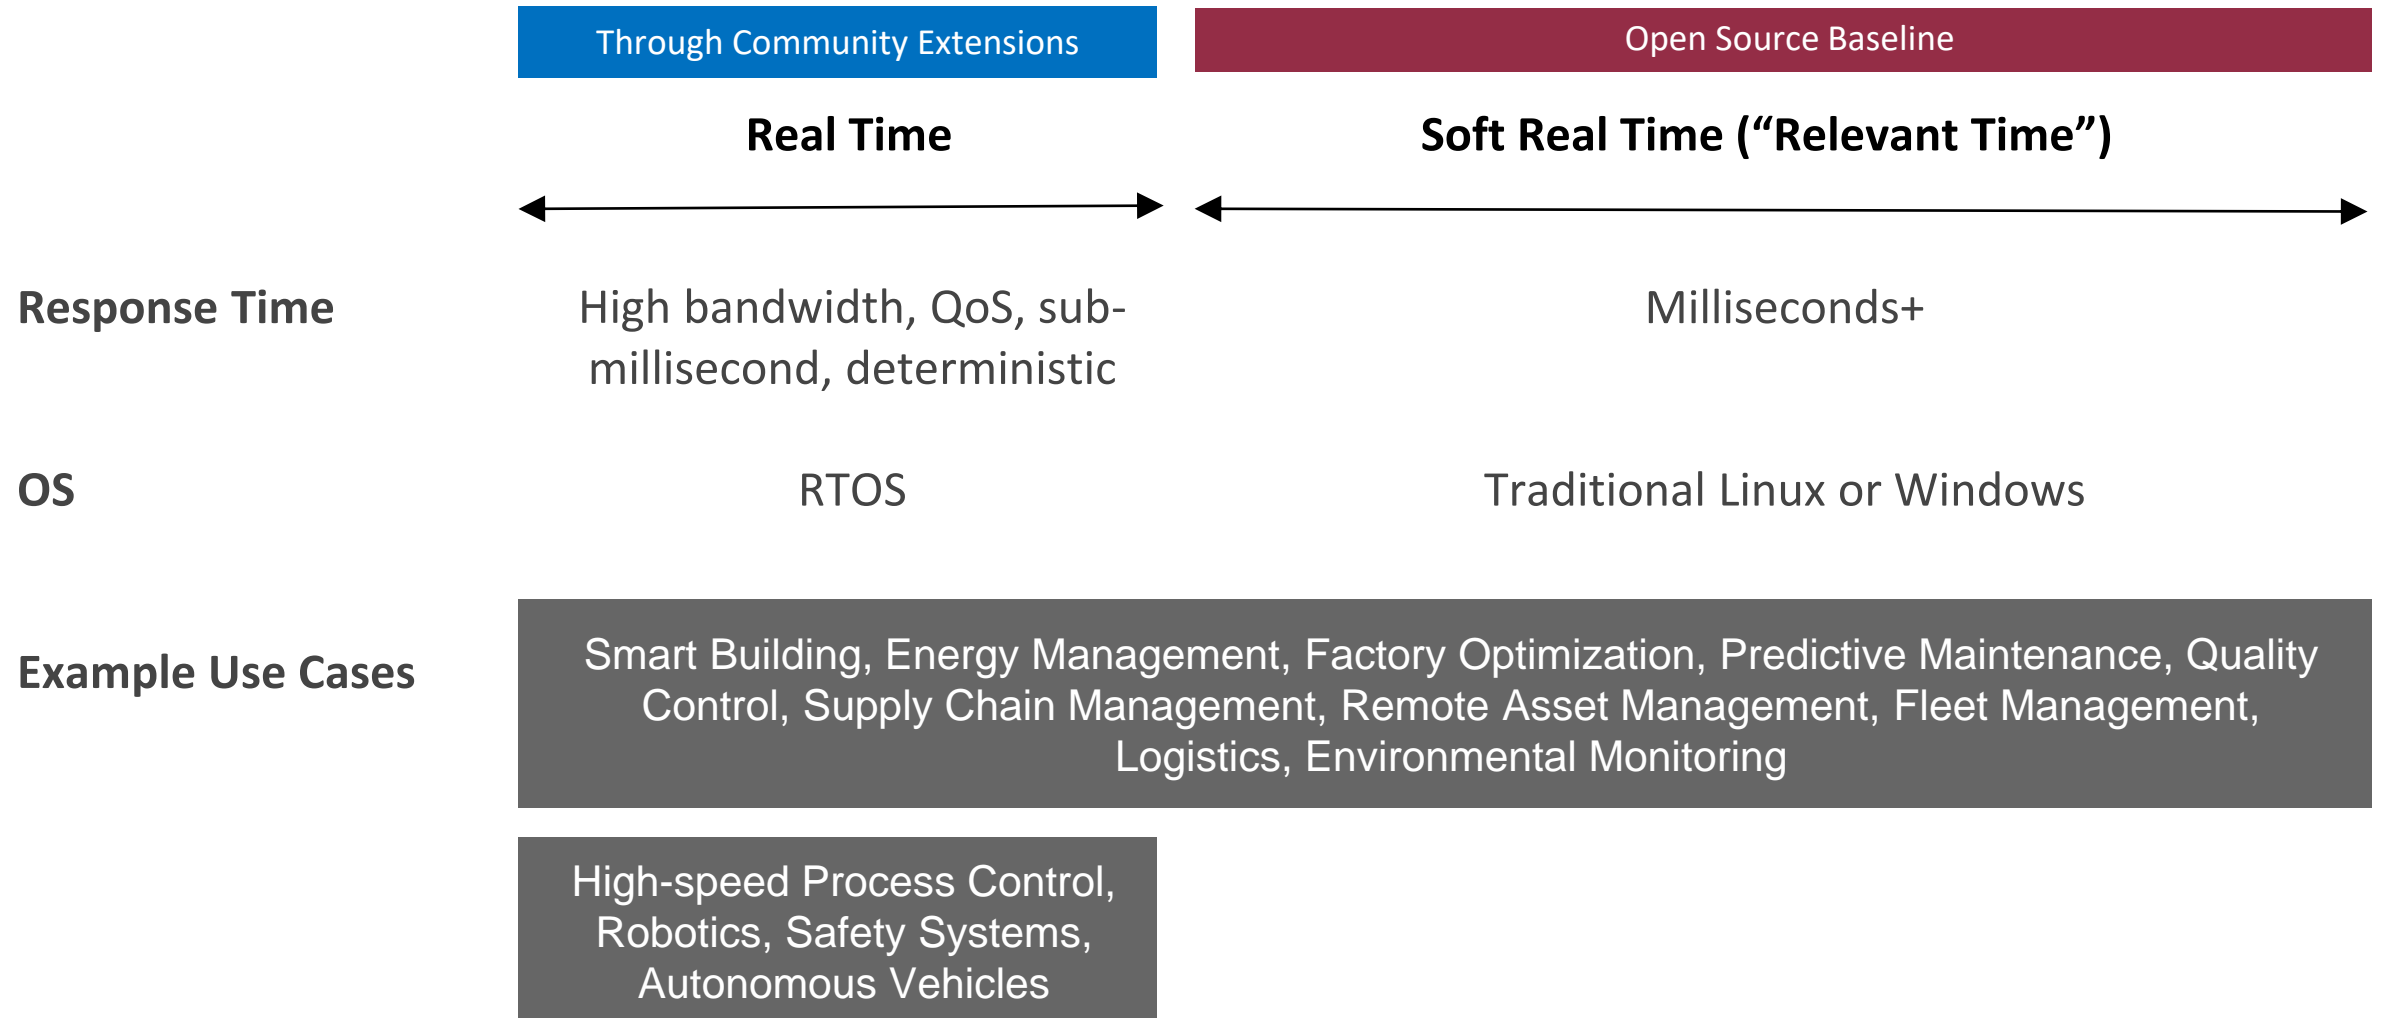 Through Community Extensions
Open Source Baseline
Real Time
Soft Real Time (“Relevant Time”)
Response Time
High bandwidth, QoS, sub-
millisecond, deterministic
Milliseconds+
OS
RTOS
Traditional Linux or Windows
Example Use Cases
Smart Building, Energy Management, Factory Optimization, Predictive Maintenance, Quality
Control, Supply Chain Management, Remote Asset Management, Fleet Management,
Logistics, Environmental Monitoring
High-speed Process Control,
Robotics, Safety Systems,
Autonomous Vehicles